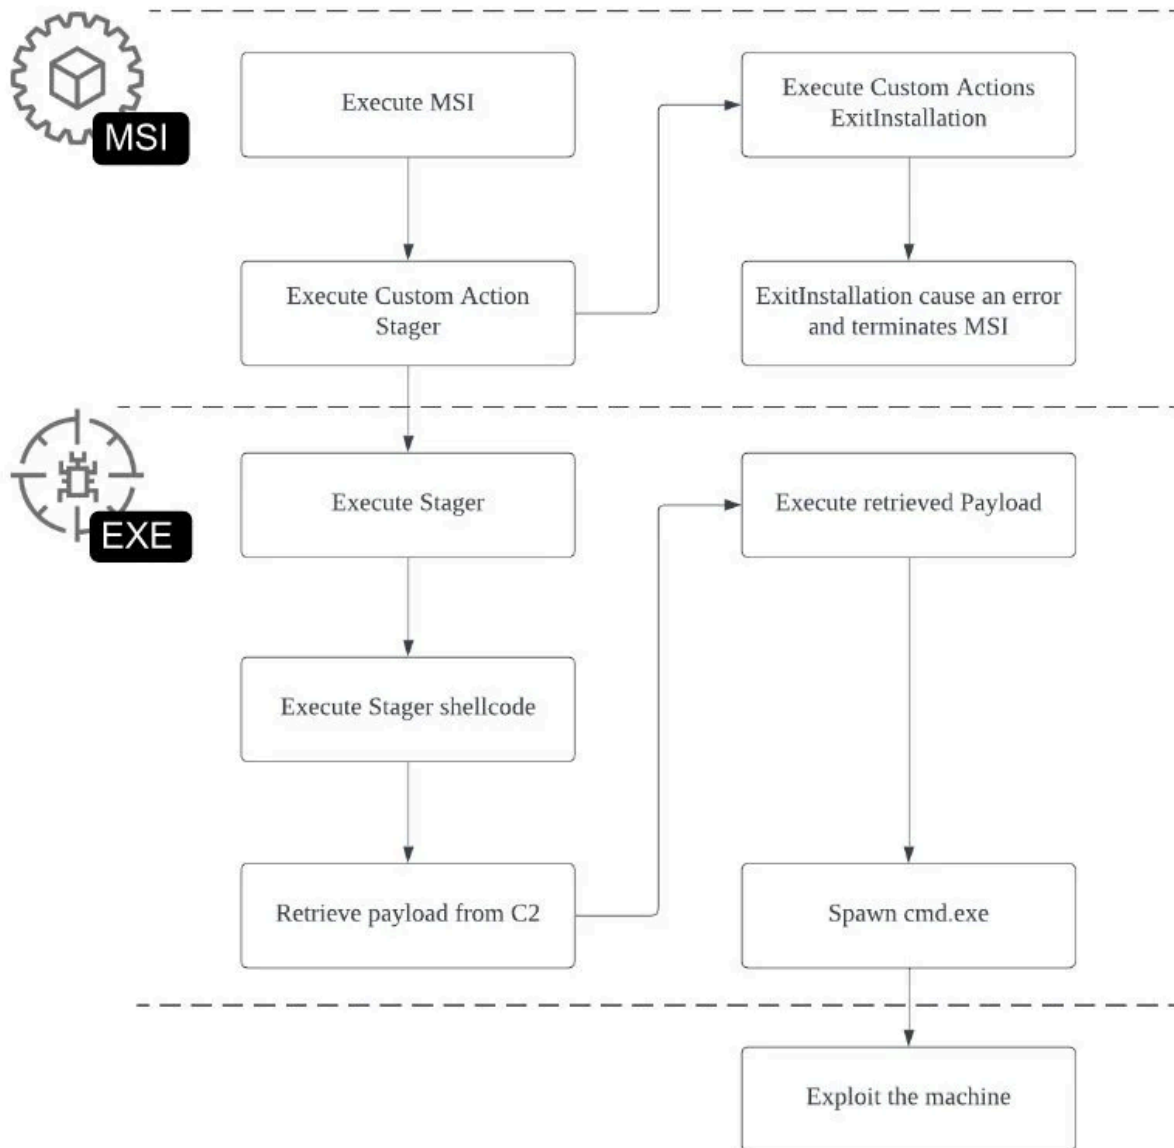 MSI
Execute MSI
Execute Custom Action
Stager
Execute Custom Actions
ExitInstallation
ExitInstallation cause an error
and terminates MSI
EXE
Execute Stager
Execute Stager shellcode
Retrieve payload from C2
Execute retrieved Payload
Spawn cmd.exe
Exploit the machine